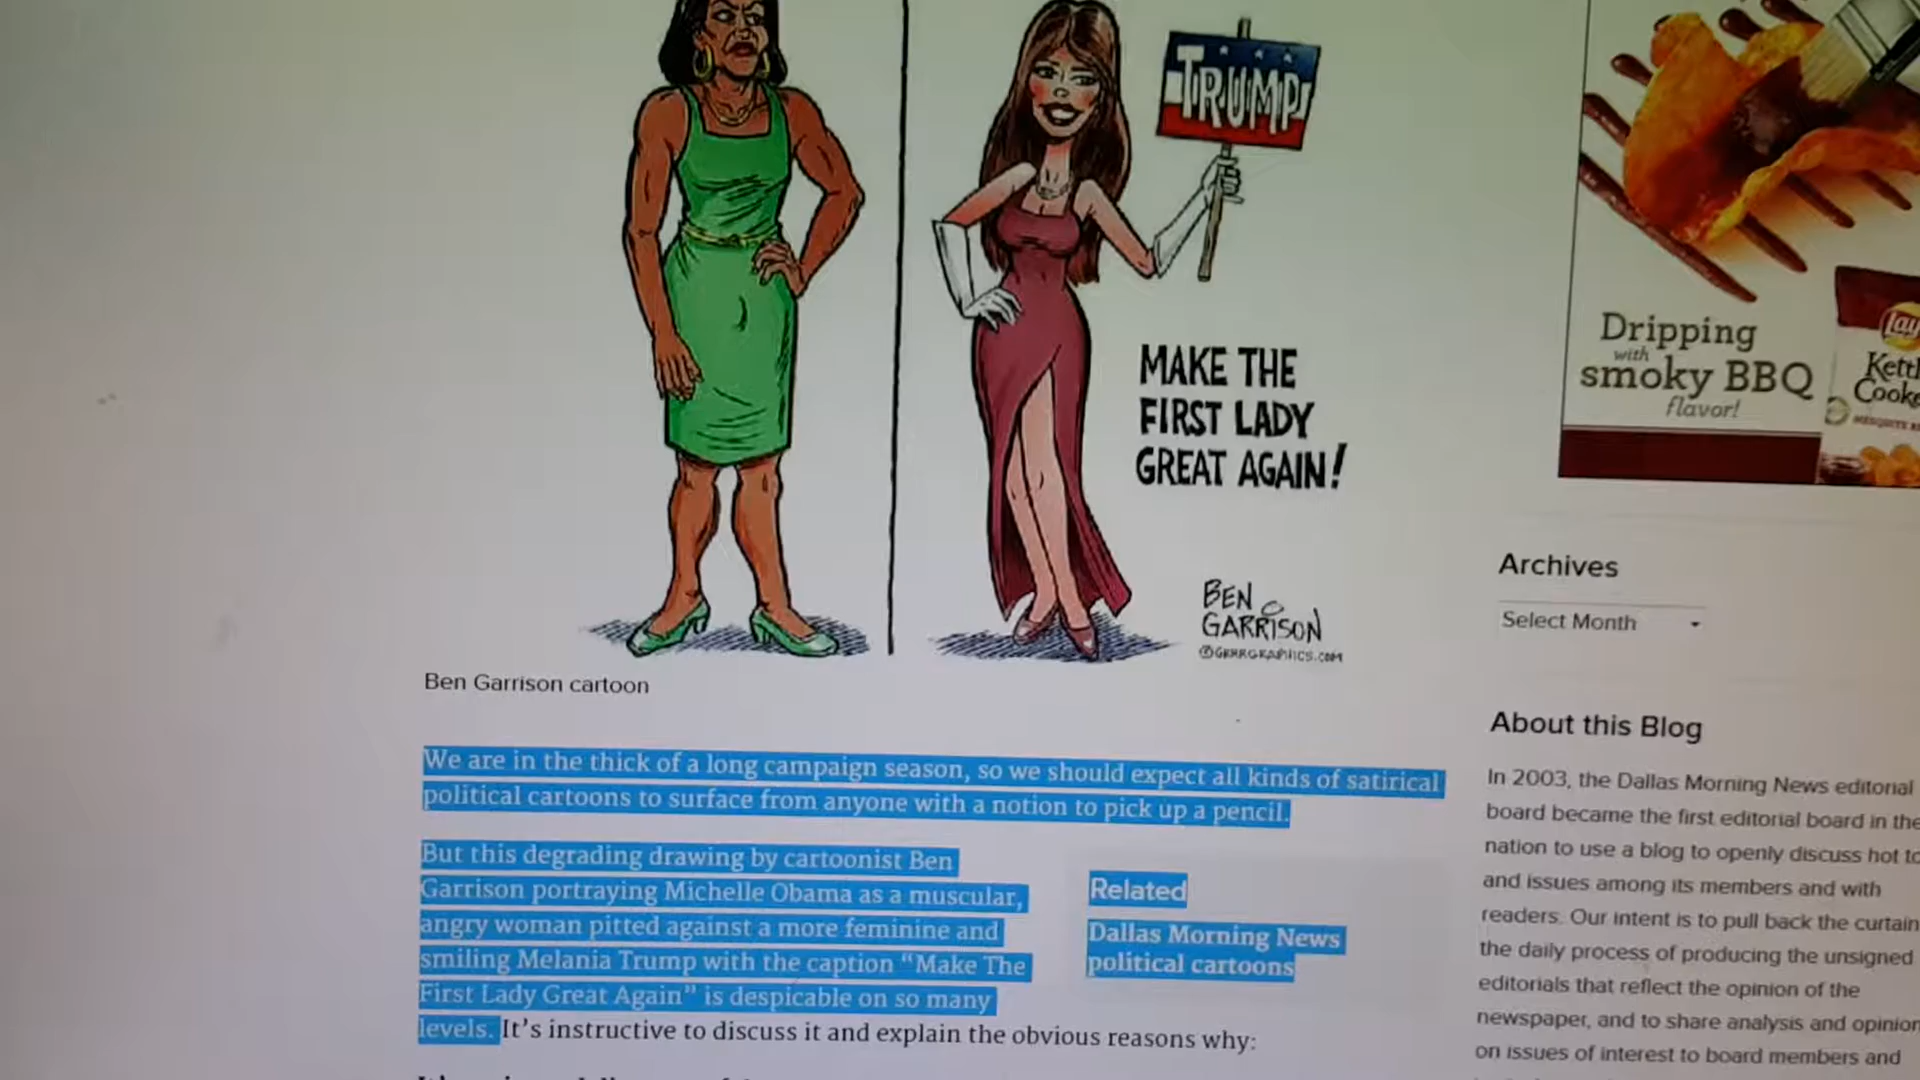 TRUMP
MAKE THE
FIRST LADY
GREAT AGAIN!
BEN
GARRISON
©GRRRGRAPHICS.COM
Ben Garrison cartoon
We are in the thick of a long campaign season, so we should expect all kinds of satirical
political cartoons to surface from anyone with a notion to pick up a pencil.
But this degrading drawing by cartoonist Ben
Garrison portraying Michelle Obama as a muscular,
angry woman pitted against a more feminine and
smiling Melania Trump with the caption “Make The
First Lady Great Again” is despicable on so many
levels. It’s instructive to discuss it and explain the obvious reasons why:
Related
Dallas Morning News
political cartoons
Dripping
with
smoky BBQ
flavor!
Lay
Kettl
Cooke
Archives
Select Month
About this Blog
In 2003, the Dallas Morning News editorial
board became the first editorial board in the
nation to use a blog to openly discuss hot to
and issues among its members and with
readers. Our intent is to pull back the curtain
the daily process of producing the unsigned
editorials that reflect the opinion of the
newspaper, and to share analysis and opinion
on issues of interest to board members and